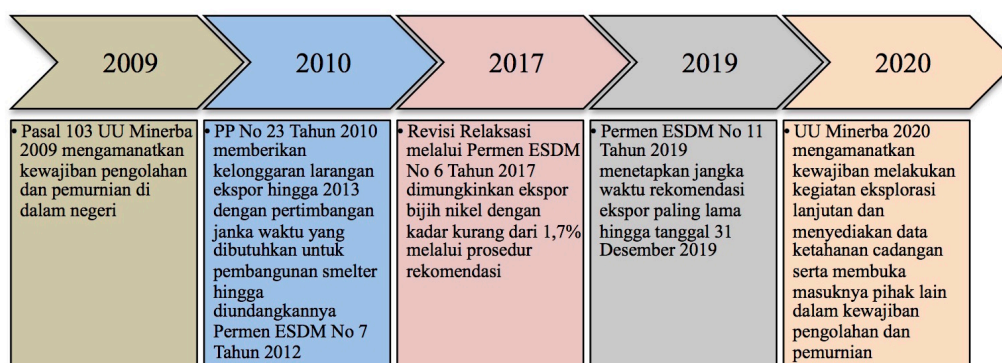 2009
2010
2017
2019
2020
• Pasal 103 UU Minerba
2009 mengamanatkan
kewajiban pengolahan
dan pemurnian di
dalam negeri
• PP No 23 Tahun 2010
memberikan
kelonggaran larangan
ekspor hingga 2013
dengan pertimbangan
janka waktu yang
dibutuhkan untuk
pembangunan smelter
hingga
diundangkannya
Permen ESDM No 7
Tahun 2012
• Revisi Relaksasi
melalui Permen ESDM
No 6 Tahun 2017
dimungkinkan ekspor
bijih nikel dengan
kadar kurang dari 1,7%
melalui prosedur
rekomendasi
• Permen ESDM No 11
Tahun 2019
menetapkan jangka
waktu rekomendasi
ekspor paling lama
hingga tanggal 31
Desember 2019
• UU Minerba 2020
mengamanatkan
kewajiban melakukan
kegiatan eksplorasi
lanjutan dan
menyediakan data
ketahanan cadangan
serta membuka
masuknya pihak lain
dalam kewajiban
pengolahan dan
pemurnian